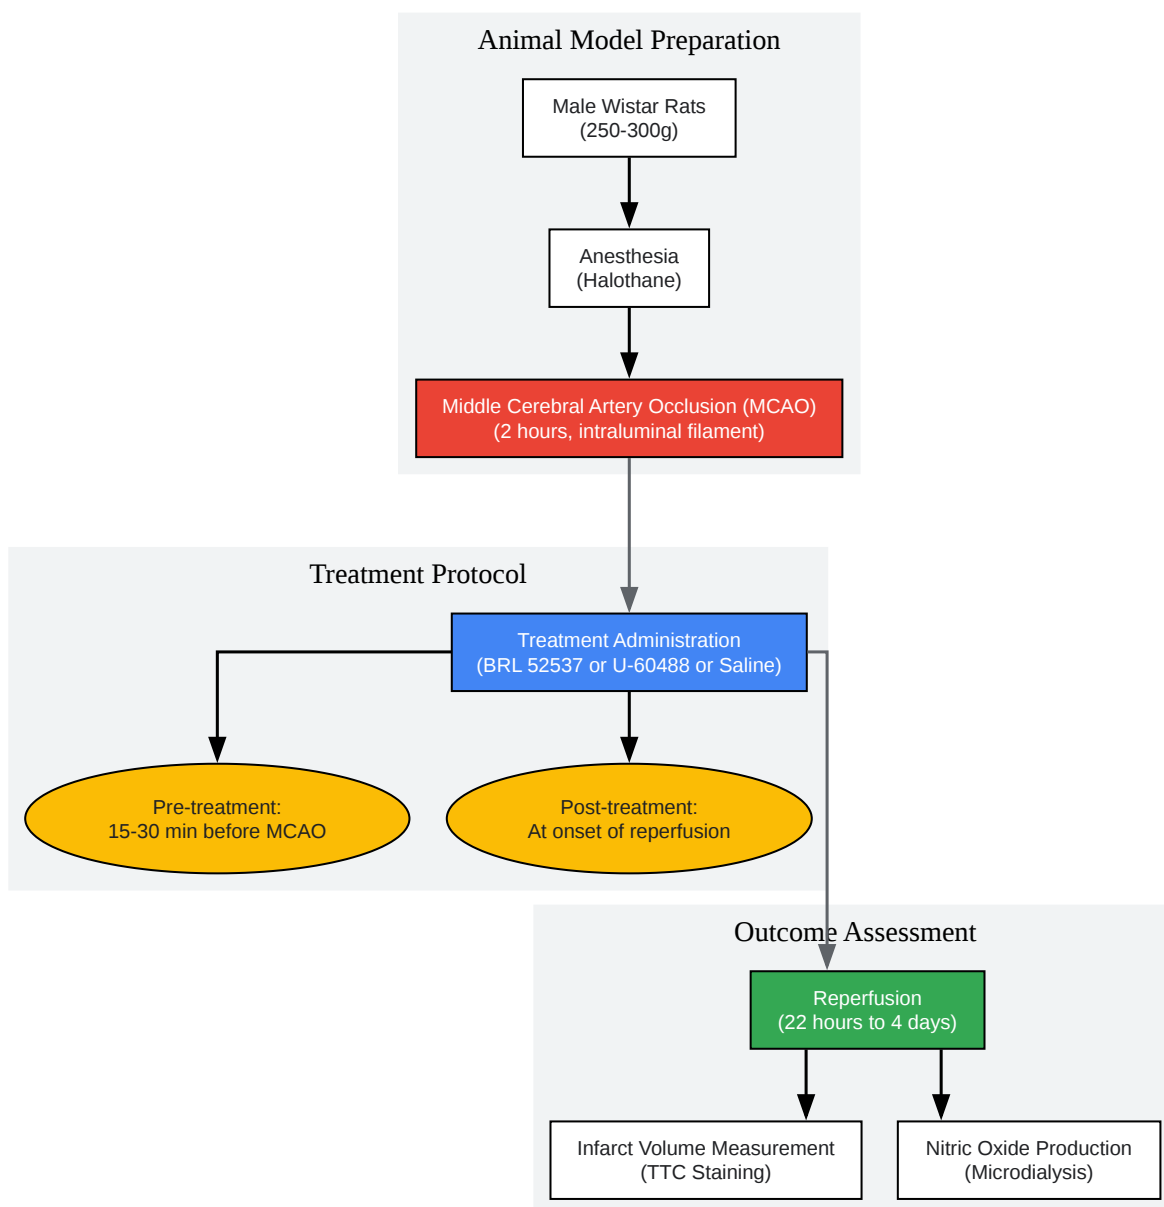 Animal Model Preparation
Male Wistar Rats
(250-300g)
Anesthesia
(Halothane)
Middle Cerebral Artery Occlusion (MCAO)
(2 hours, intraluminal filament)
Treatment Protocol
Treatment Administration
(BRL 52537 or U-60488 or Saline)
Pre-treatment:
15-30 min before MCAO
Post-treatment:
At onset of reperfusion
Outcome Assessment
Reperfusion
(22 hours to 4 days)
Infarct Volume Measurement
(TTC Staining)
Nitric Oxide Production
(Microdialysis)